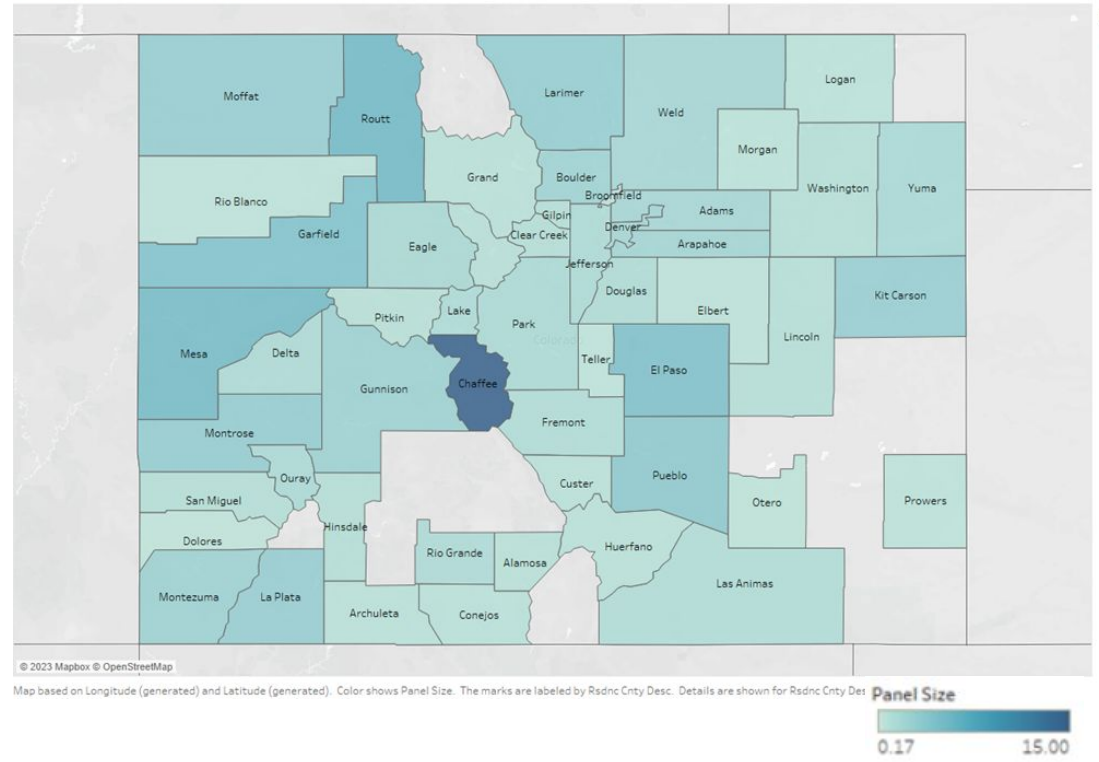 Moffat
Routt
Larimer
Weld
Logan
Morgan
Grand
Boulder
Washington
Yuma
Rio Blanco
Broomfield
Adams
Gilpin
Garfield
Eagle
Clear Creek
Denver
Arapahoe
Jefferson
Douglas
Kit Carson
Pitkin
Lake
Park
Elbert
Colorado
Lincoln
Mesa
Delta
Teller
El Paso
Gunnison
Chaffee
Fremont
Montrose
Pueblo
Ouray
Custer
San Miguel
Otero
Prowers
Hinsdale
Dolores
Rio Grande
Alamosa
Huerfano
Las Animas
Montezuma
La Plata
Archuleta
Conejos
© 2023 Mapbox © OpenStreetMap
Map based on Longitude (generated) and Latitude (generated). Color shows Panel Size. The marks are labeled by Rsdnc Cnty Desc. Details are shown for Rsdnc Cnty Des
Panel Size
0.17 15.00